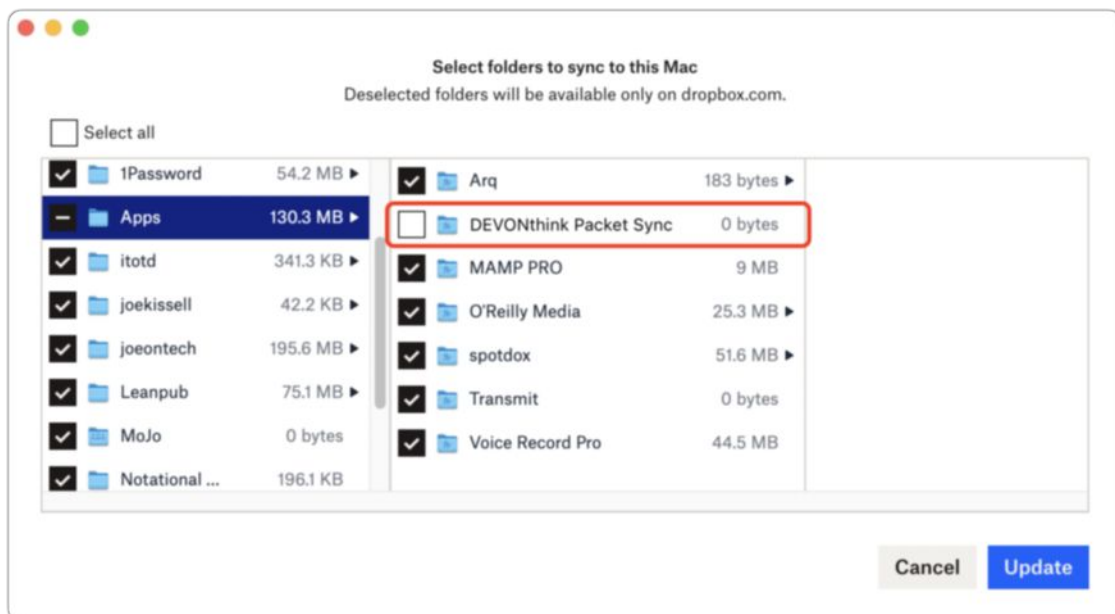 Select folders to sync to this Mac
Deselected folders will be available only on dropbox.com.
Select all
1Password 54.2 MB
Apps 130.3 MB
itotd 341.3 KB
joekissell 42.2 KB
joeontech 195.6 MB
Leanpub 75.1 MB
MoJo 0 bytes
Notational ... 196.1 KB
Arq 183 bytes
DEVONthink Packet Sync 0 bytes
MAMP PRO 9 MB
O'Reilly Media 25.3 MB
spotdox 51.6 MB
Transmit 0 bytes
Voice Record Pro 44.5 MB
Cancel Update